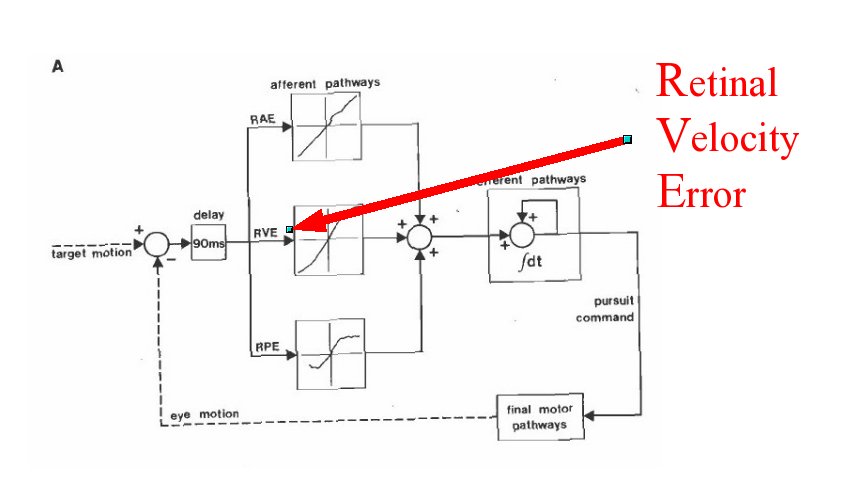 A
afferent pathways
RAE
Retinal
Velocity
Error
efferent pathways
delay
+
+
+
RVE
+
90ms
target motion
−
+
+
∫dt
pursuit
command
RPE
eye motion
final motor
pathways